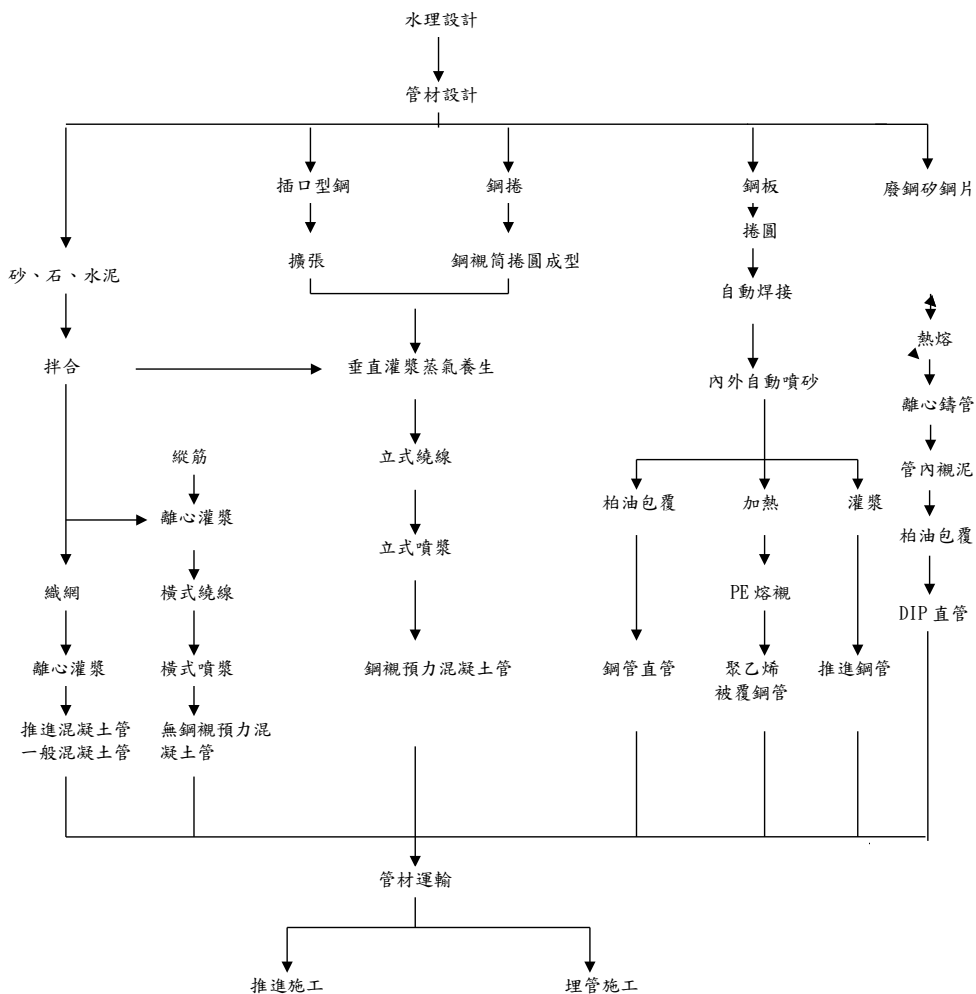 水理設計
管材設計
插口型鋼
鋼捲
鋼板
廢鋼矽鋼片
捲圓
砂、石、水泥
擴張
鋼襯筒捲圓成型
自動焊接
熱熔
拌合
垂直灌漿蒸氣養生
內外自動噴砂
離心鑄管
縱筋
立式繞線
管內襯泥
柏油包覆
加熱
灌漿
離心灌漿
柏油包覆
立式噴漿
織網
橫式繞線
PE 熔襯
DIP 直管
離心灌漿
橫式噴漿
鋼襯預力混凝土管
鋼管直管
聚乙烯
被覆鋼管
推進鋼管
推進混凝土管
一般混凝土管
無鋼襯預力混
凝土管
管材運輸
推進施工
埋管施工